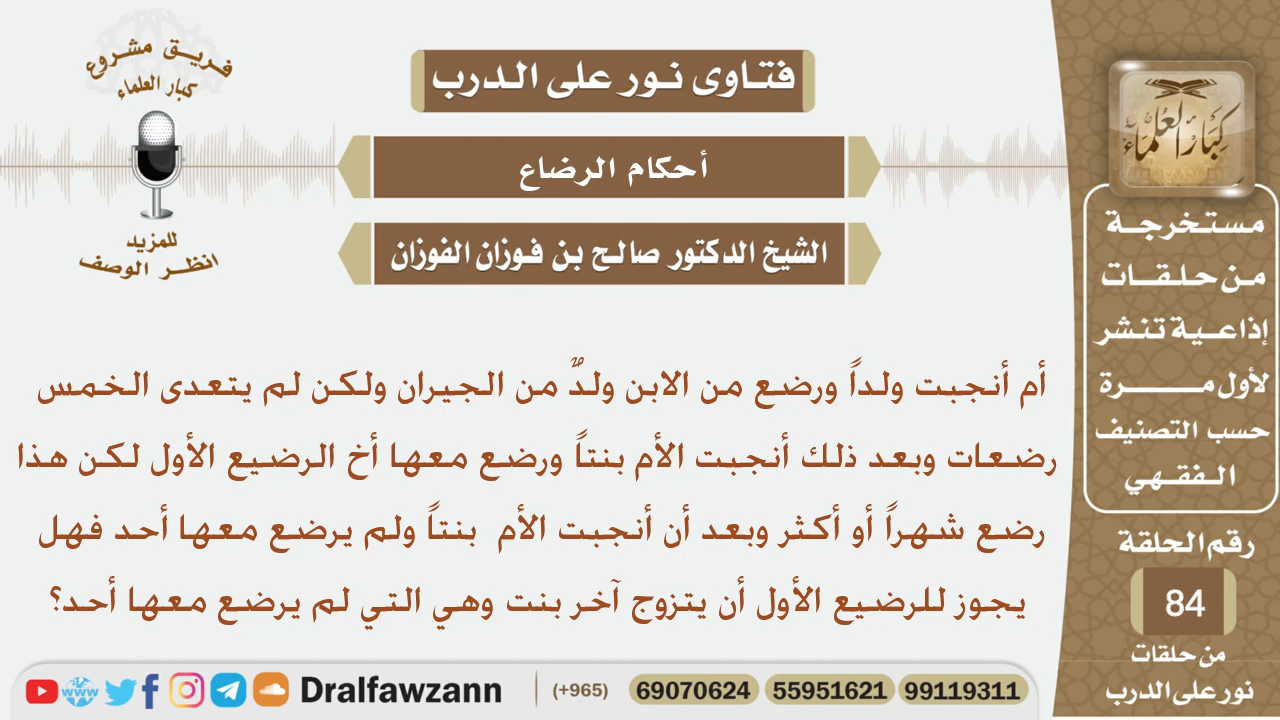 فريق مشروع
كبار العلماء
للمزيد
انظر الوصف
فتاوى نور على الدرب
أحكام الرضاع
الشيخ الدكتور صالح بن فوزان الفوزان
أم أنجبت ولداً ورضع من الابن ولدٌ من الجيران ولكن لم يتعدى الخمس
رضعات وبعد ذلك أنجبت الأم بنتاً ورضع معها أخ الرضيع الأول لكن هذا
رضع شهراً أو أكثر وبعد أن أنجبت الأم بنتاً ولم يرضع معها أحد فهل
يجوز للرضيع الأول أن يتزوج آخر بنت وهي التي لم يرضع معها أحد؟
كبار العلماء
مستخرجة
من حلقات
إذاعية تنشر
لأول مرة
حسب التصنيف
الفقهي
رقم الحلقة
84
من حلقات
نور على الدرب
www Dralfawzann (+965) 69070624 55951621 99119311